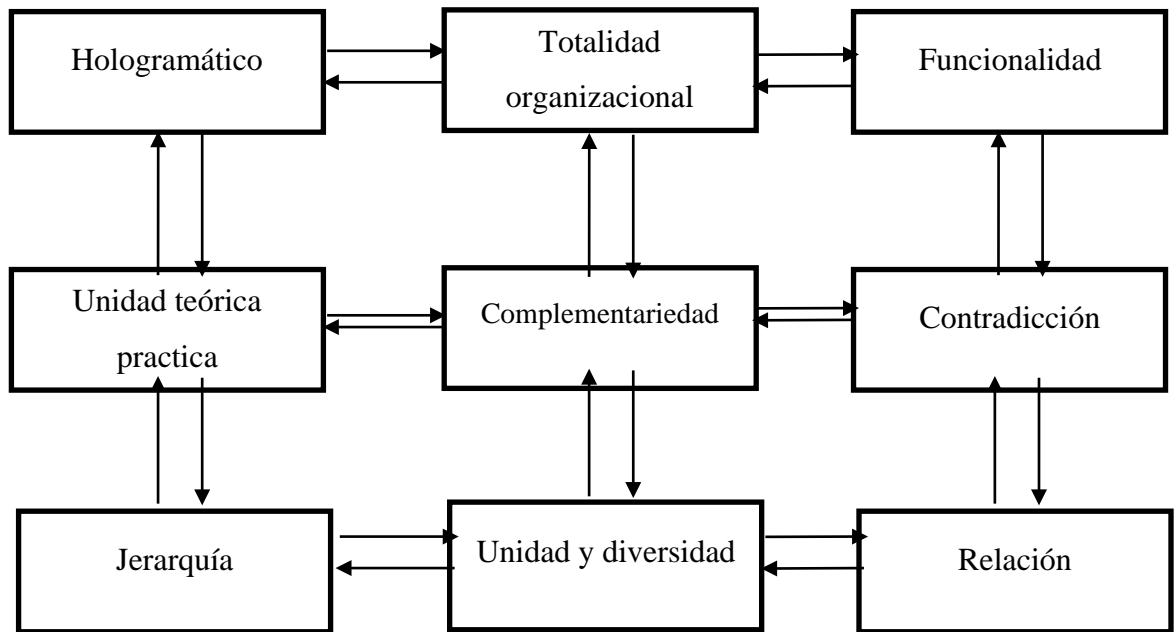 Hologramático
Totalidad
organizacional
Funcionalidad
Unidad teórica
practica
Complementariedad
Contradicción
Jerarquía
Unidad y diversidad
Relación